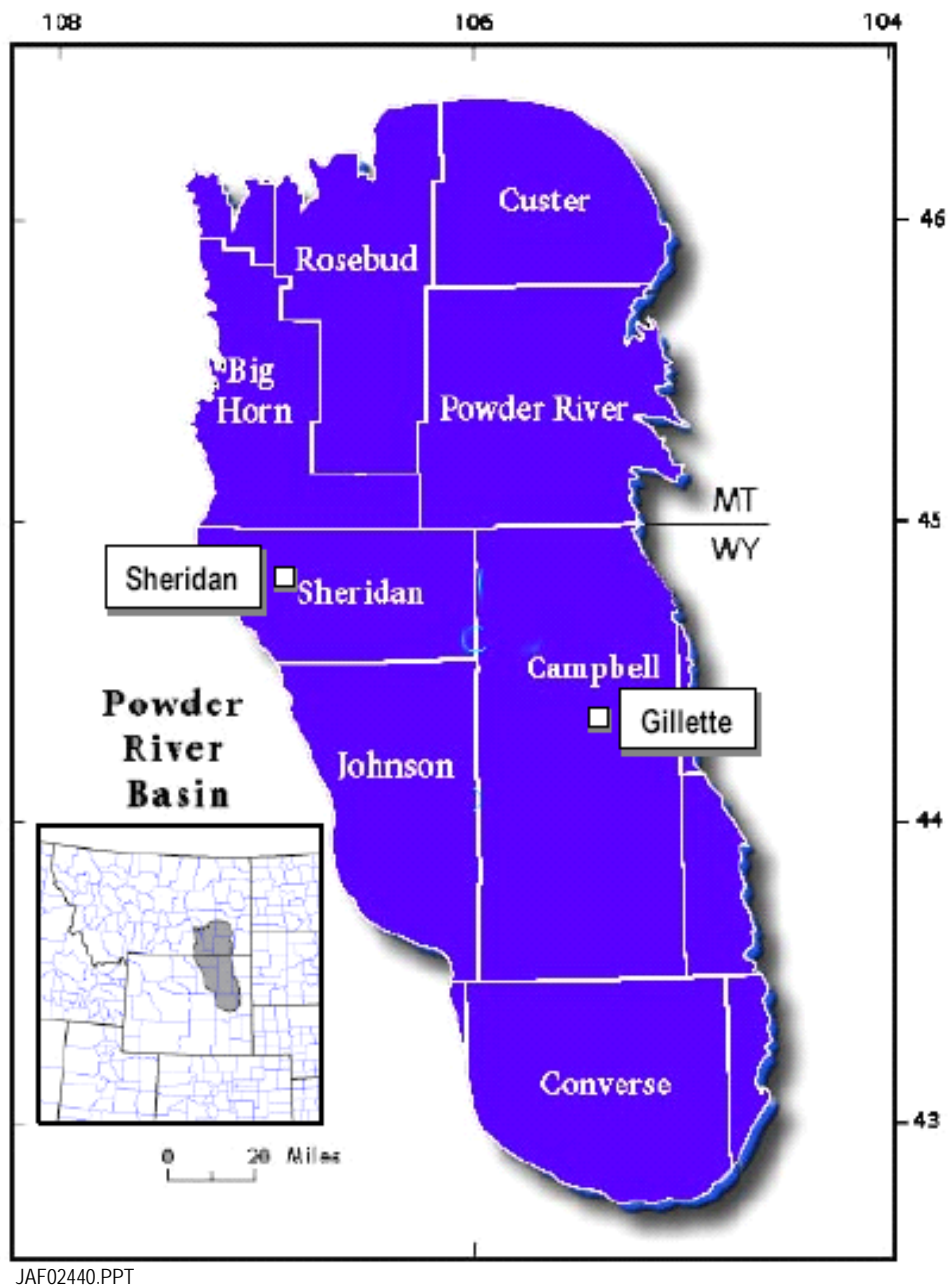 108 106 104
Custer
46
Rosebud
Big
Horn
Powder River
MT
45
WY
Sheridan
Sheridan
Campbell
Powder
River
Basin
Gillette
Johnson
44
Converse
43
0 20 Miles
JAF02440.PPT